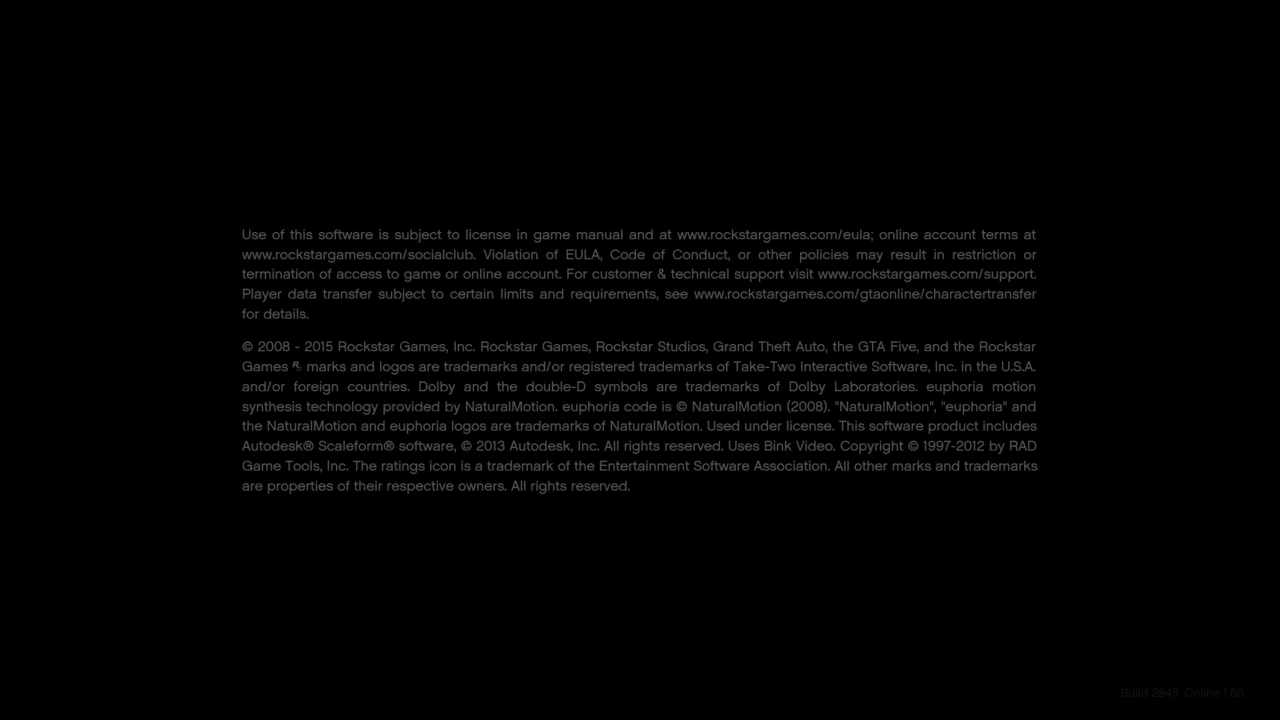 Use of this software is subject to license in game manual and at www.rockstargames.com/eula; online account terms at
www.rockstargames.com/socialclub. Violation of EULA, Code of Conduct, or other policies may result in restriction or
termination of access to game or online account. For customer & technical support visit www.rockstargames.com/support.
Player data transfer subject to certain limits and requirements, see www.rockstargames.com/gtaonline/charactertransfer
for details.
© 2008 - 2015 Rockstar Games, Inc. Rockstar Games, Rockstar Studios, Grand Theft Auto, the GTA Five, and the Rockstar
Games R* marks and logos are trademarks and/or registered trademarks of Take-Two Interactive Software, Inc. in the U.S.A.
and/or foreign countries. Dolby and the double-D symbols are trademarks of Dolby Laboratories. euphoria motion
synthesis technology provided by NaturalMotion. euphoria code is © NaturalMotion (2008). "NaturalMotion", "euphoria" and
the NaturalMotion and euphoria logos are trademarks of NaturalMotion. Used under license. This software product includes
Autodesk® Scaleform® software, © 2013 Autodesk, Inc. All rights reserved. Uses Bink Video. Copyright © 1997-2012 by RAD
Game Tools, Inc. The ratings icon is a trademark of the Entertainment Software Association. All other marks and trademarks
are properties of their respective owners. All rights reserved.
Build 2843, Online 1.66